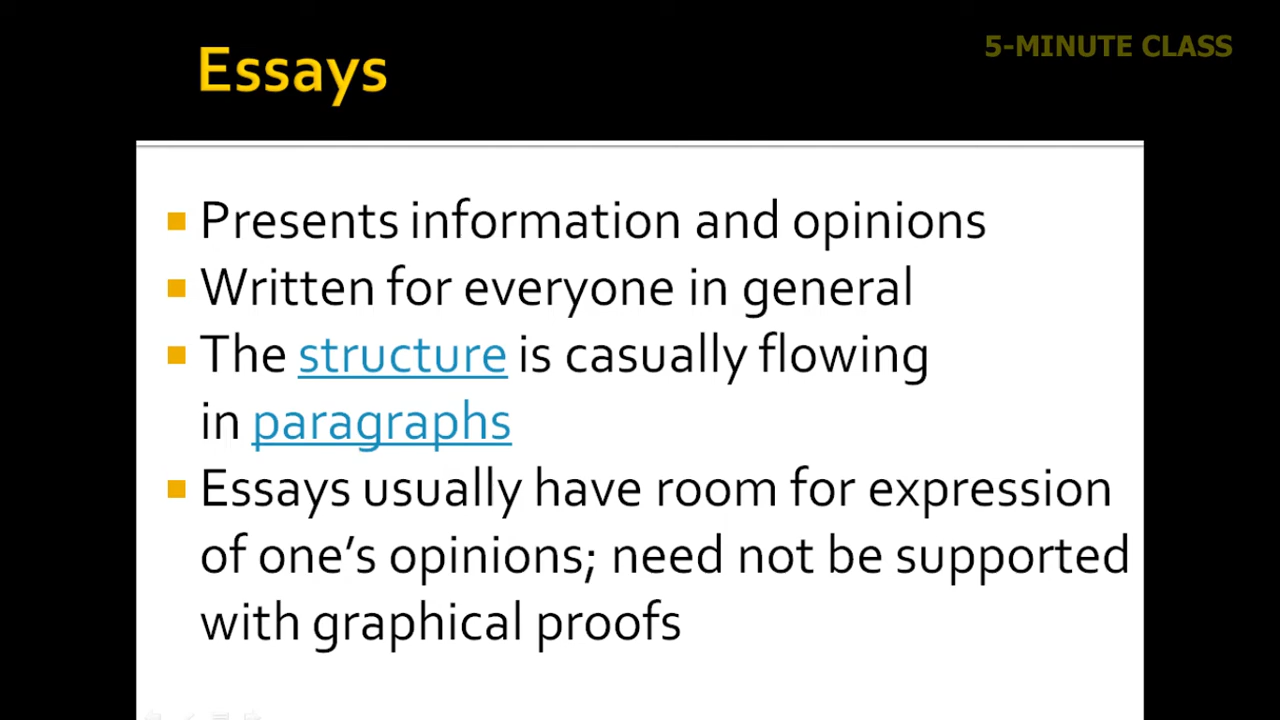 5-MINUTE CLASS
Essays
Presents information and opinions
Written for everyone in general
The structure is casually flowing
in paragraphs
Essays usually have room for expression
of one’s opinions; need not be supported
with graphical proofs